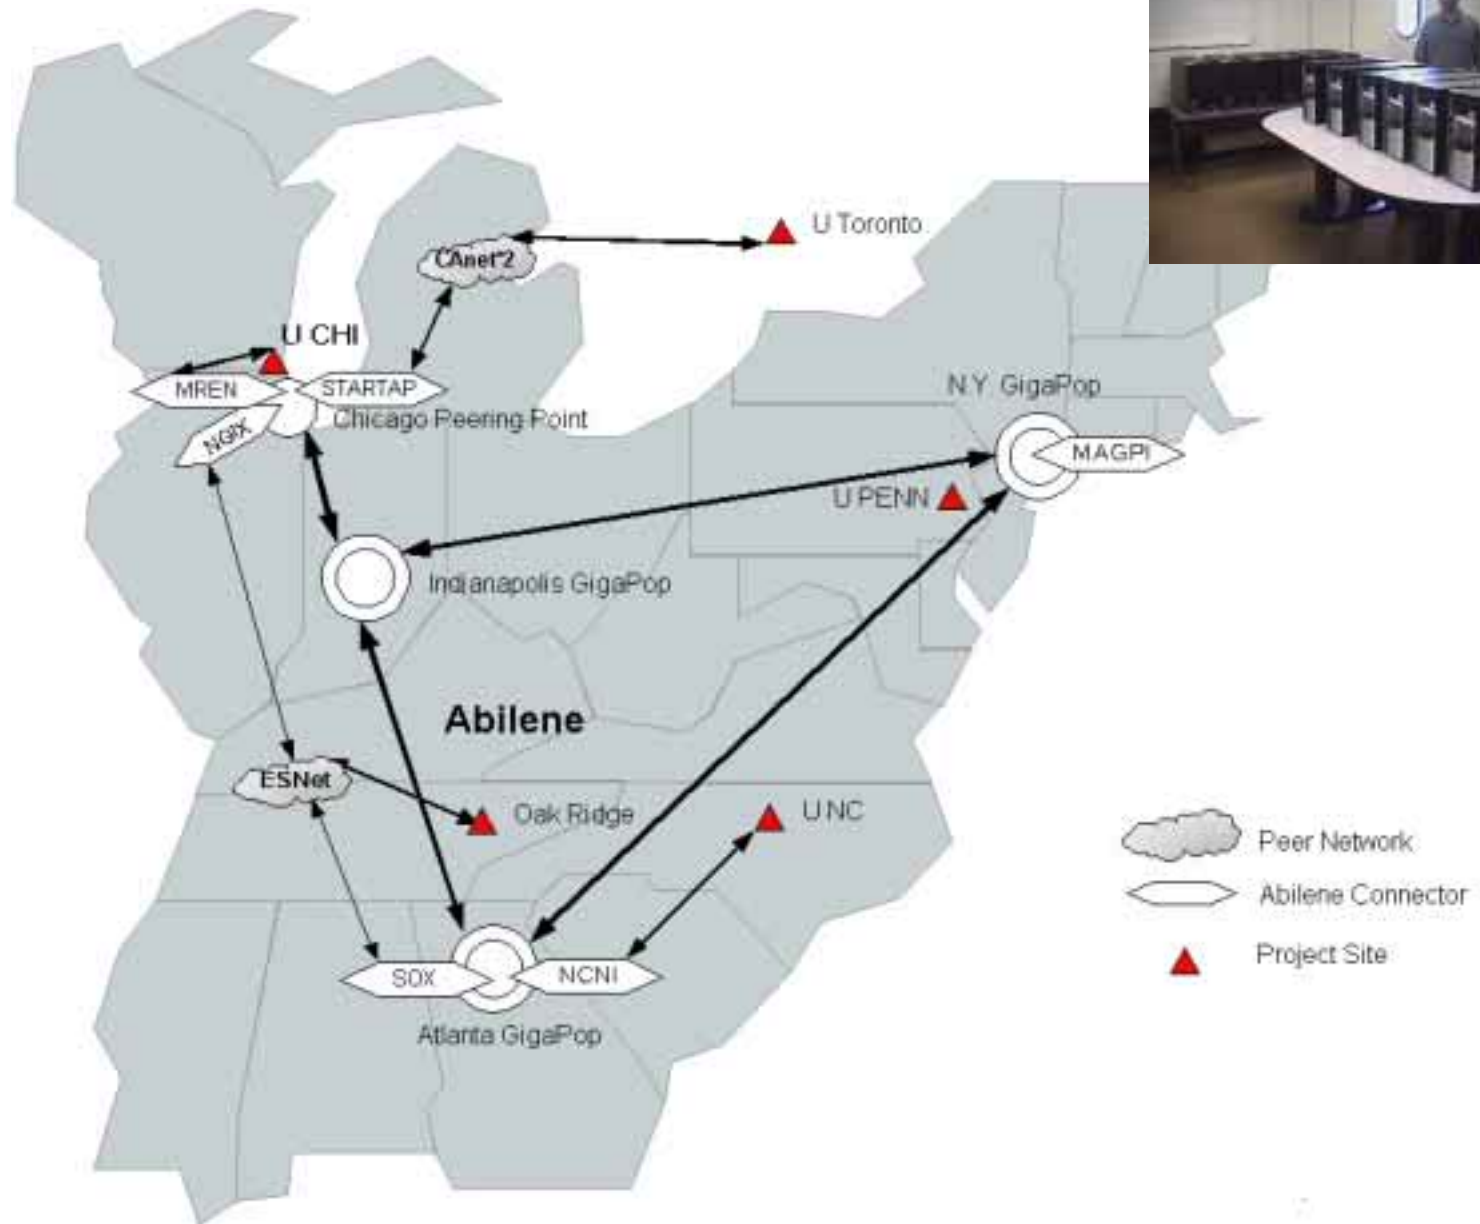 U Toronto
CAnet*2
U CHI
MREN
STARTAP
NGIX
Chicago Peering Point
N.Y. GigaPop
MAGPI
U PENN
Indianapolis GigaPop
Abilene
ESNet
Oak Ridge
U NC
SOX
NCNI
Atlanta GigaPop
Peer Network
Abilene Connector
Project Site